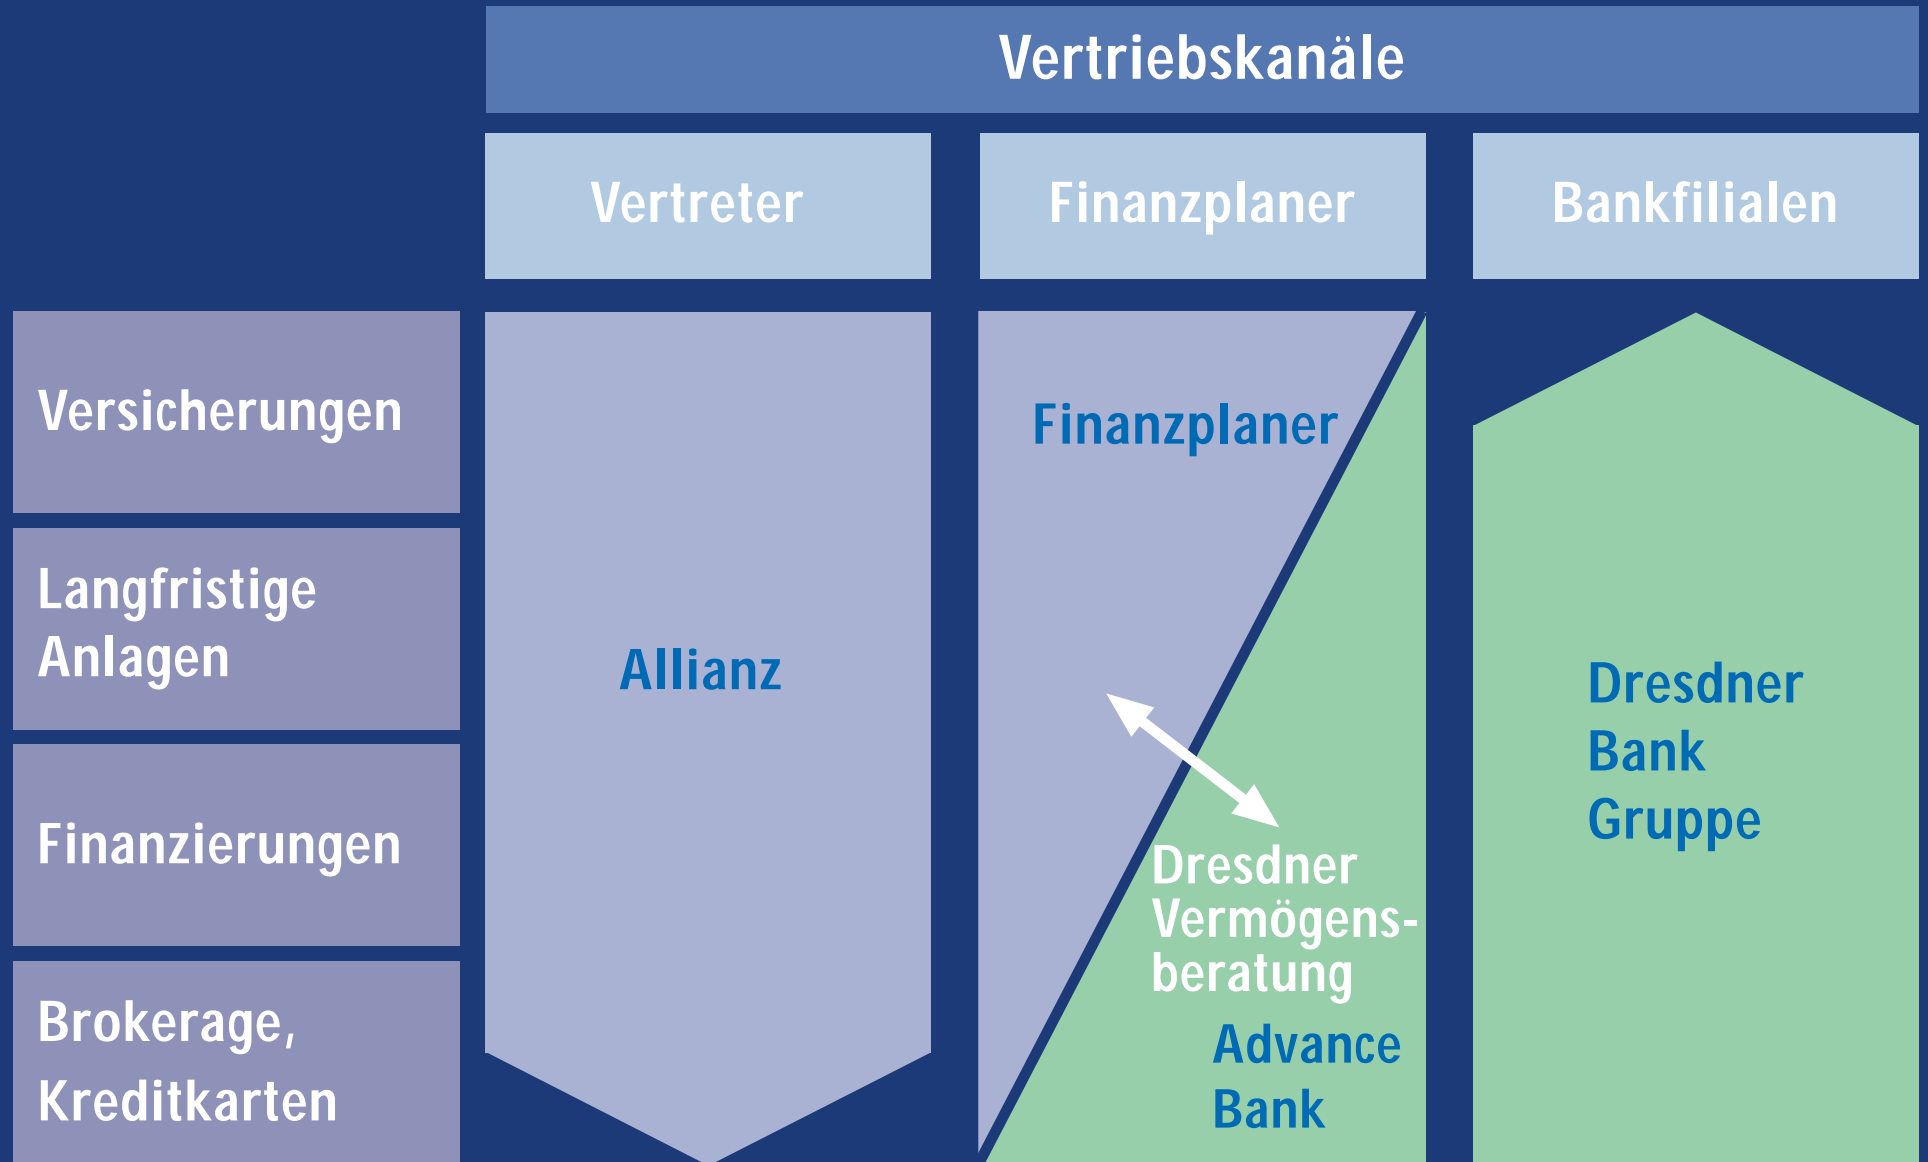 Vertriebskanäle
Vertreter
Finanzplaner
Bankfilialen
Versicherungen
Langfristige
Anlagen
Finanzierungen
Brokerage,
Kreditkarten
Allianz
Finanzplaner
Dresdner
Vermögens-
beratung
Advance
Bank
Dresdner
Bank
Gruppe